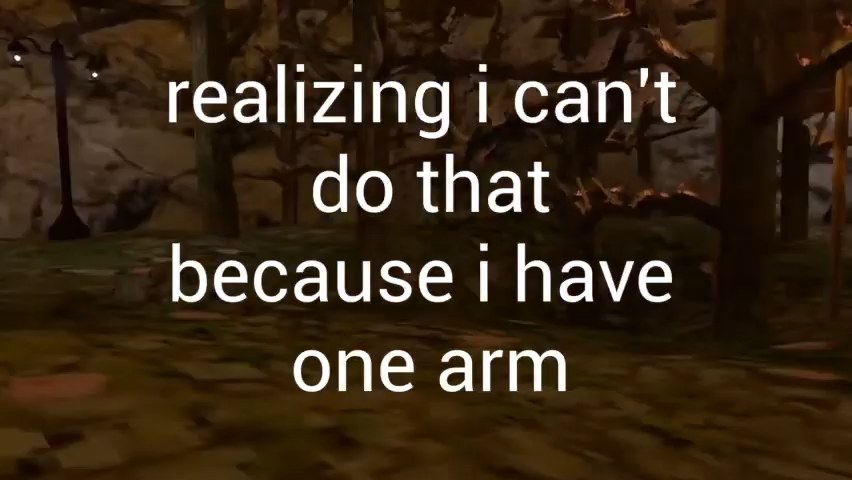 realizing i can't
do that
because i have
one arm